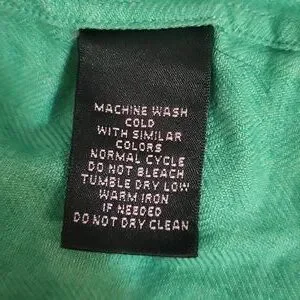 MACHINE WASH
COLD
WITH SIMILAR
COLORS
NORMAL CYCLE
DO NOT BLEACH
TUMBLE DRY LOW
WARM IRON
IF NEEDED
DO NOT DRY CLEAN